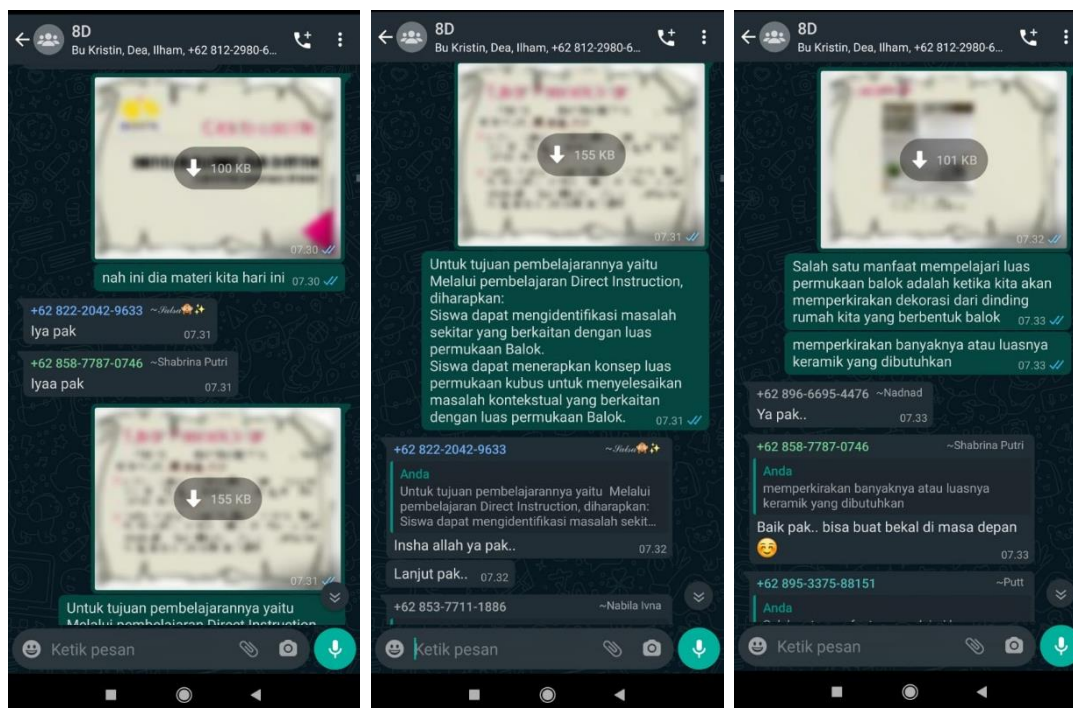 8D
Bu Kristin, Dea, Ilham, +62 812-2980-6...
100 KB
07.30
nah ini dia materi kita hari ini 07.30
+62 822-2042-9633 ~Salsa
Iya pak
07.31
+62 858-7787-0746 ~Shabrina Putri
Iyaa pak
07.31
155 KB
07.31
Untuk tujuan pembelajarannya yaitu
Melalui pembelajaran Direct Instruction
Ketik pesan
8D
Bu Kristin, Dea, Ilham, +62 812-2980-6...
155 KB
07.31
Untuk tujuan pembelajarannya yaitu
Melalui pembelajaran Direct Instruction,
diharapkan:
Siswa dapat mengidentifikasi masalah
sekitar yang berkaitan dengan luas
permukaan Balok.
Siswa dapat menerapkan konsep luas
permukaan kubus untuk menyelesaikan
masalah kontekstual yang berkaitan
dengan luas permukaan Balok. 07.31
+62 822-2042-9633 ~Salsa
Anda
Untuk tujuan pembelajarannya yaitu Melalui
pembelajaran Direct Instruction, diharapkan:
Siswa dapat mengidentifikasi masalah sekit...
Insha allah ya pak..
07.32
Lanjut pak.. 07.32
+62 853-7711-1886 ~Nabila Ivna
Ketik pesan
8D
Bu Kristin, Dea, Ilham, +62 812-2980-6...
101 KB
07.32
Salah satu manfaat mempelajari luas
permukaan balok adalah ketika kita akan
memperkirakan dekorasi dari dinding
rumah kita yang berbentuk balok 07.33
memperkirakan banyaknya atau luasnya
keramik yang dibutuhkan 07.33
+62 896-6695-4476 ~Nadnad
Ya pak..
07.33
+62 858-7787-0746 ~Shabrina Putri
Anda
memperkirakan banyaknya atau luasnya
keramik yang dibutuhkan
Baik pak.. bisa buat bekal di masa depan
07.33
+62 895-3375-88151 ~Putt
Anda
Ketik pesan